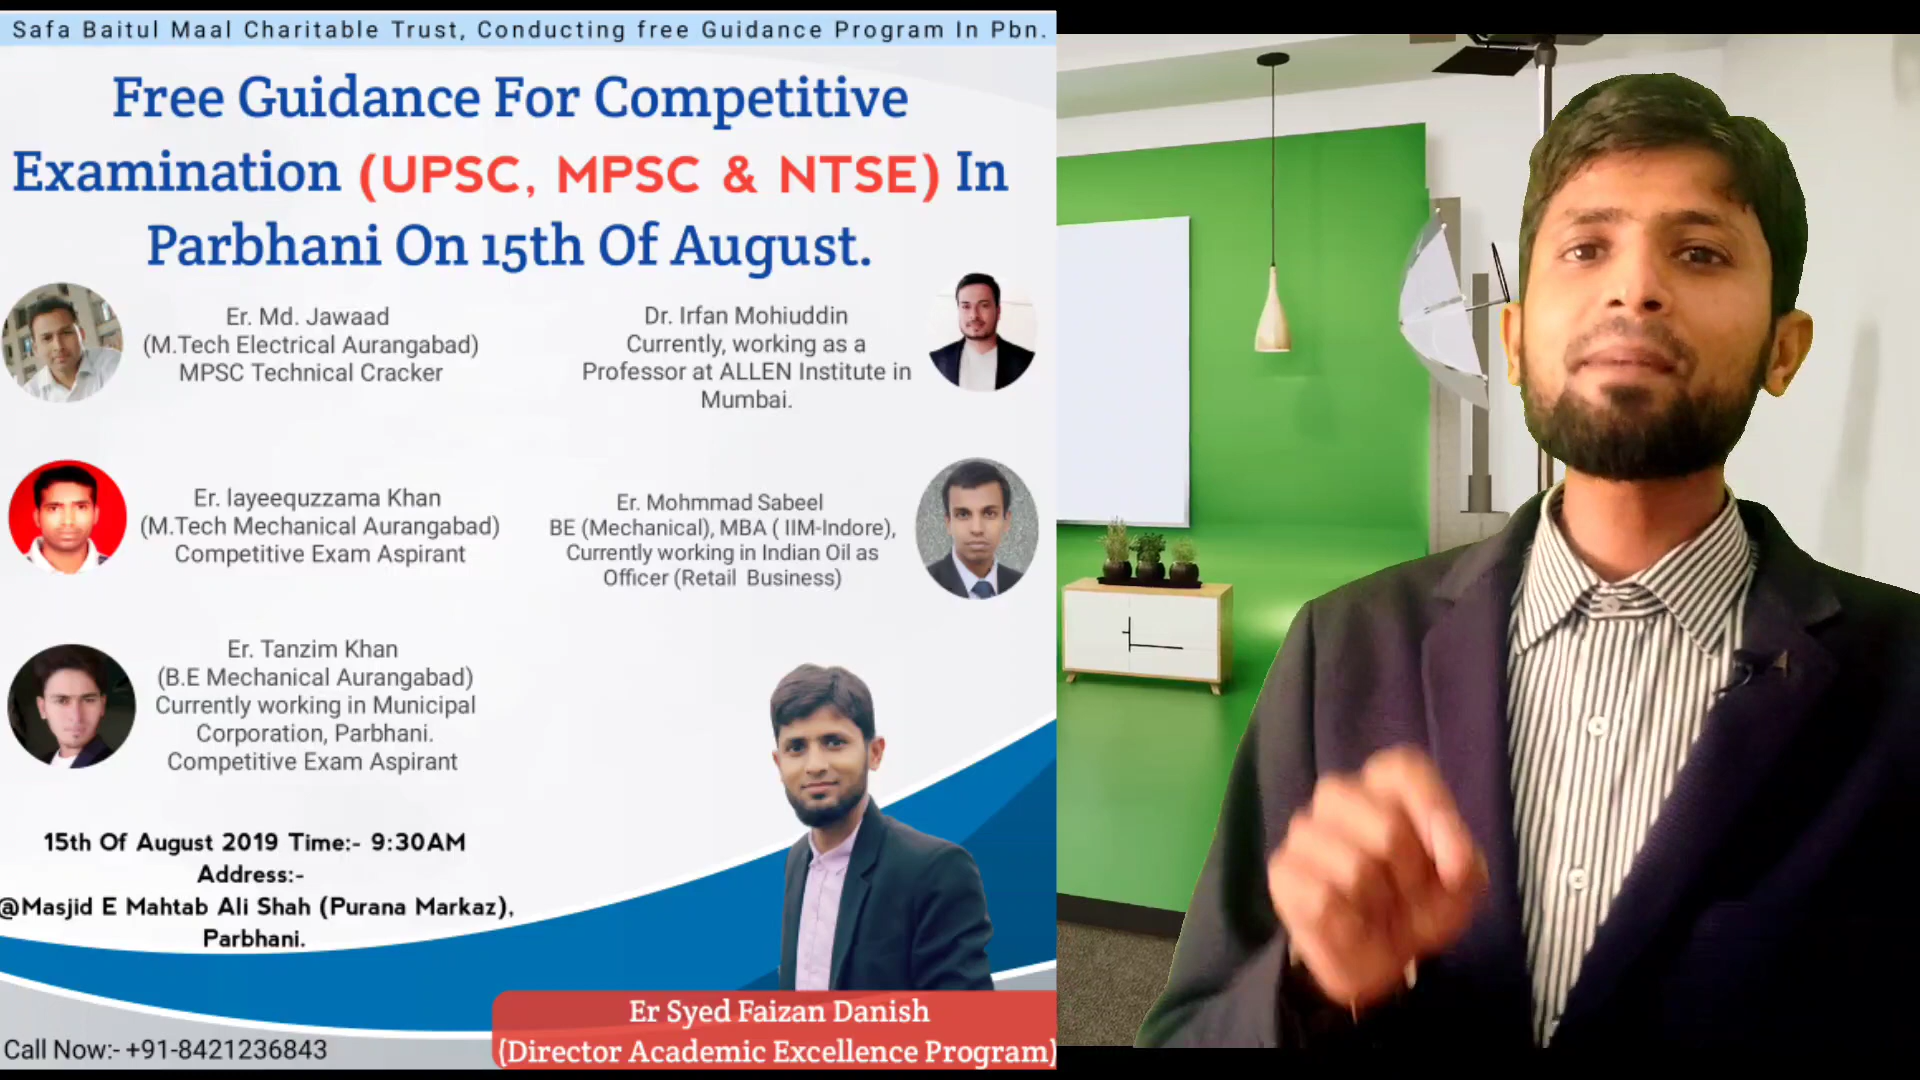 Safa Baitul Maal Charitable Trust, Conducting free Guidance Program In Pbn.
Free Guidance For Competitive
Examination (UPSC, MPSC & NTSE) In
Parbhani On 15th Of August.
Er. Md. Jawaad
(M.Tech Electrical Aurangabad)
MPSC Technical Cracker
Dr. Irfan Mohiuddin
Currently, working as a
Professor at ALLEN Institute in
Mumbai.
Er. layeequzzama Khan
(M.Tech Mechanical Aurangabad)
Competitive Exam Aspirant
Er. Mohmmad Sabeel
BE (Mechanical), MBA ( IIM-Indore),
Currently working in Indian Oil as
Officer (Retail Business)
Er. Tanzim Khan
(B.E Mechanical Aurangabad)
Currently working in Municipal
Corporation, Parbhani.
Competitive Exam Aspirant
15th Of August 2019 Time:- 9:30AM
Address:-
@Masjid E Mahtab Ali Shah (Purana Markaz),
Parbhani.
Er Syed Faizan Danish
(Director Academic Excellence Program)
Call Now:- +91-8421236843